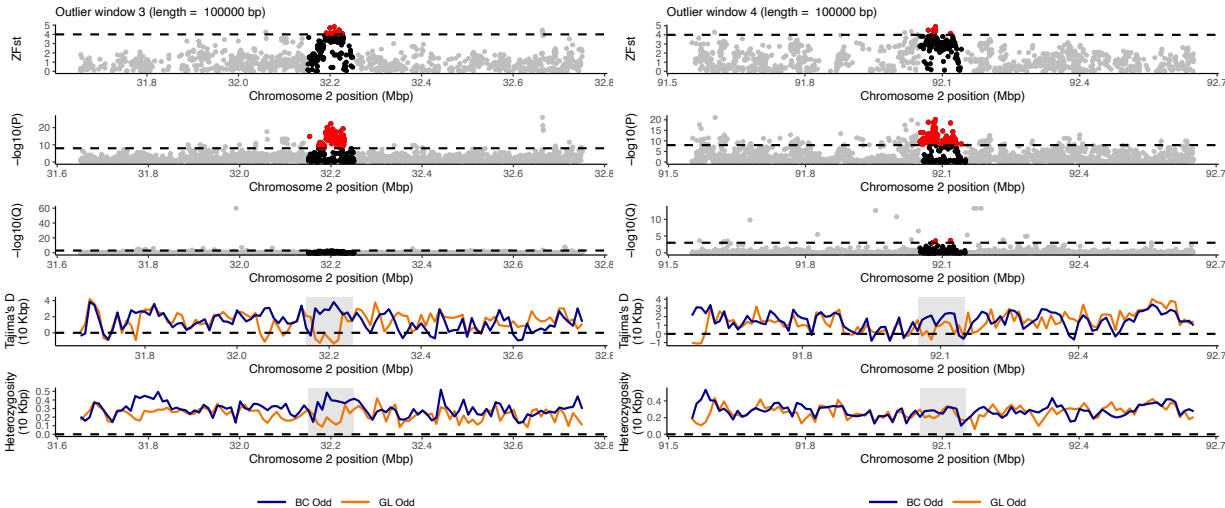 Outlier window 3 (length = 100000 bp)
ZFst
5
4
3
2
1
0
31.6 31.8 32.0 32.2 32.4 32.6 32.8
Chromosome 2 position (Mbp)
−log10(P)
20
10
0
31.6 31.8 32.0 32.2 32.4 32.6 32.8
Chromosome 2 position (Mbp)
−log10(Q)
60
40
20
0
31.6 31.8 32.0 32.2 32.4 32.6 32.8
Chromosome 2 position (Mbp)
Tajima's D
(10 Kbp)
4
2
0
31.8 32.0 32.2 32.4 32.6 32.8
Chromosome 2 position (Mbp)
Heterozygosity
(10 Kbp)
0.5
0.4
0.3
0.2
0.1
0.0
31.6 31.8 32.0 32.2 32.4 32.6 32.8
Chromosome 2 position (Mbp)
BC Odd GL Odd
Outlier window 4 (length = 100000 bp)
ZFst
5
4
3
2
1
0
91.5 91.8 92.1 92.4 92.7
Chromosome 2 position (Mbp)
−log10(P)
20
15
10
5
0
91.5 91.8 92.1 92.4 92.7
Chromosome 2 position (Mbp)
−log10(Q)
10
5
0
91.5 91.8 92.1 92.4 92.7
Chromosome 2 position (Mbp)
Tajima's D
(10 Kbp)
4
3
2
1
0
−1
91.8 92.1 92.4 92.7
Chromosome 2 position (Mbp)
Heterozygosity
(10 Kbp)
0.4
0.2
0.0
91.5 91.8 92.1 92.4 92.7
Chromosome 2 position (Mbp)
BC Odd GL Odd